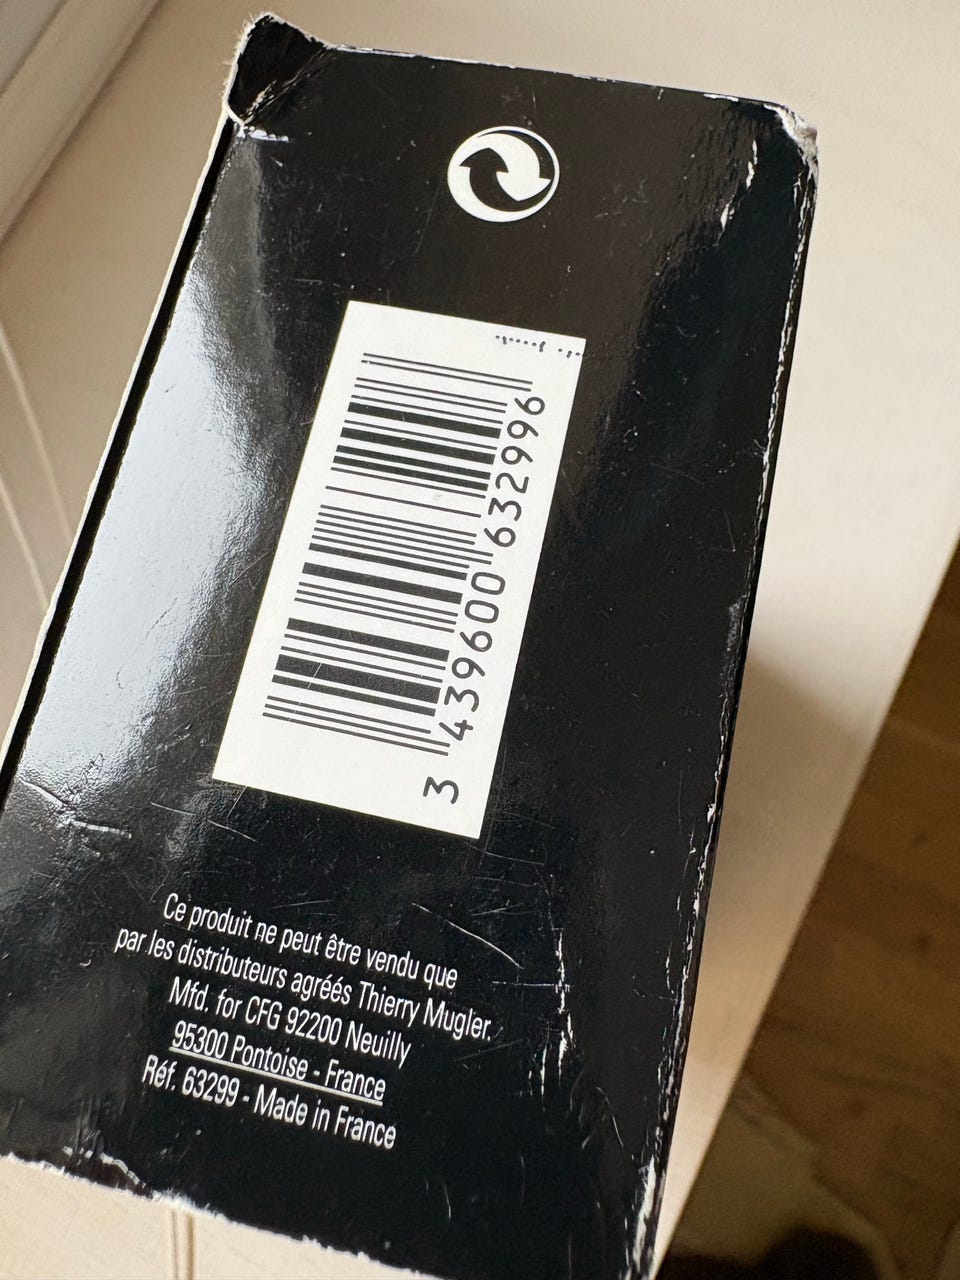 3 439600 632996
Ce produit ne peut être vendu que
par les distributeurs agréés Thierry Mugler.
Mfd. for CFG 92200 Neuilly
95300 Pontoise - France
Réf. 63299 - Made in France